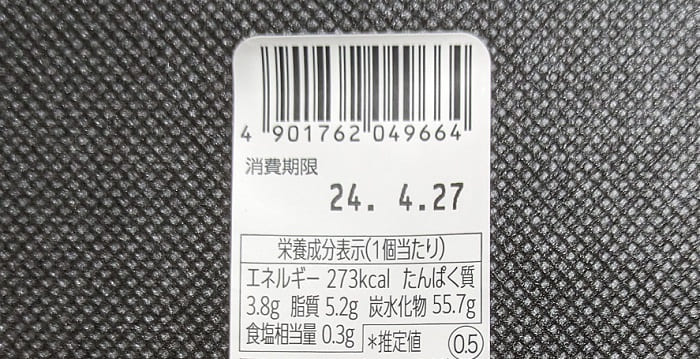 4 901762 049664
消費期限
24. 4.27
栄養成分表示(1個当たり)
エネルギー 273kcal たんぱく質
3.8g 脂質 5.2g 炭水化物 55.7g
食塩相当量 0.3g *推定値 0.5